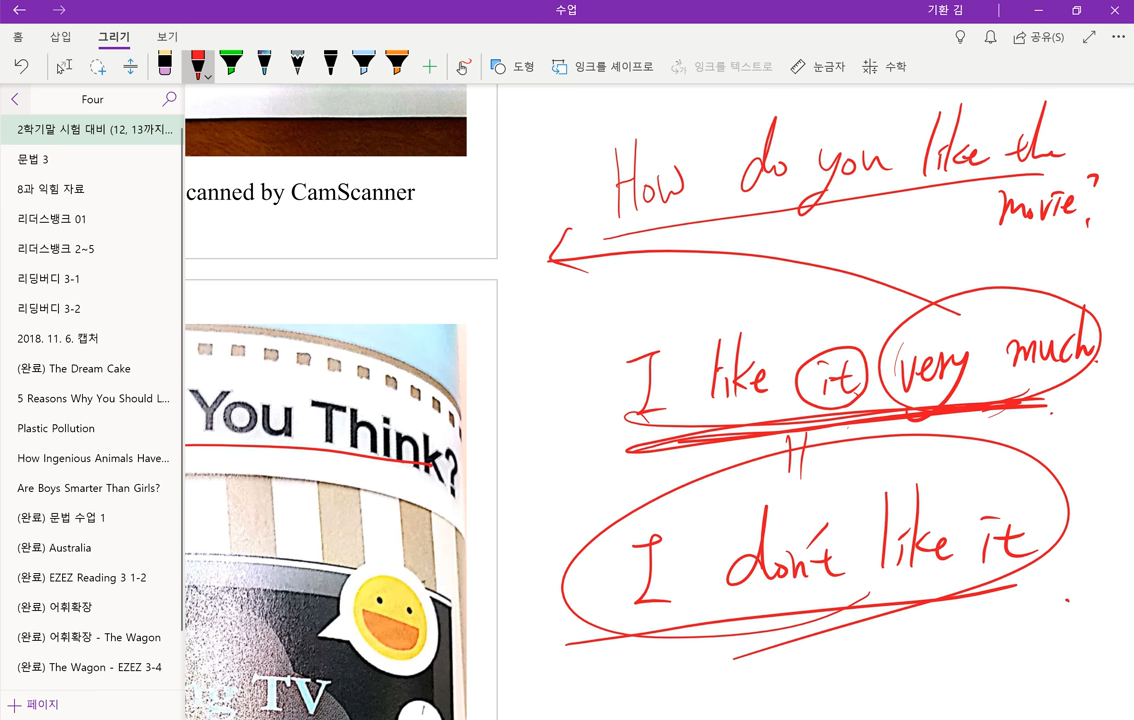 수업
기환 김
홈 삽입 그리기 보기
공유(S)
도형 잉크를 셰이프로 잉크를 텍스트로 눈금자 수학
Four
2학기말 시험 대비 (12, 13까지...
문법 3
8과 익힘 자료
리더스뱅크 01
리더스뱅크 2~5
리딩버디 3-1
리딩버디 3-2
2018. 11. 6. 캡처
(완료) The Dream Cake
5 Reasons Why You Should L...
Plastic Pollution
How Ingenious Animals Have...
Are Boys Smarter Than Girls?
(완료) 문법 수업 1
(완료) Australia
(완료) EZEZ Reading 3 1-2
(완료) 어휘확장
(완료) 어휘확장 - The Wagon
(완료) The Wagon - EZEZ 3-4
페이지
canned by CamScanner
You Think?
ng TV
How do you like the
movie?
I like it very much.
I don't like it.